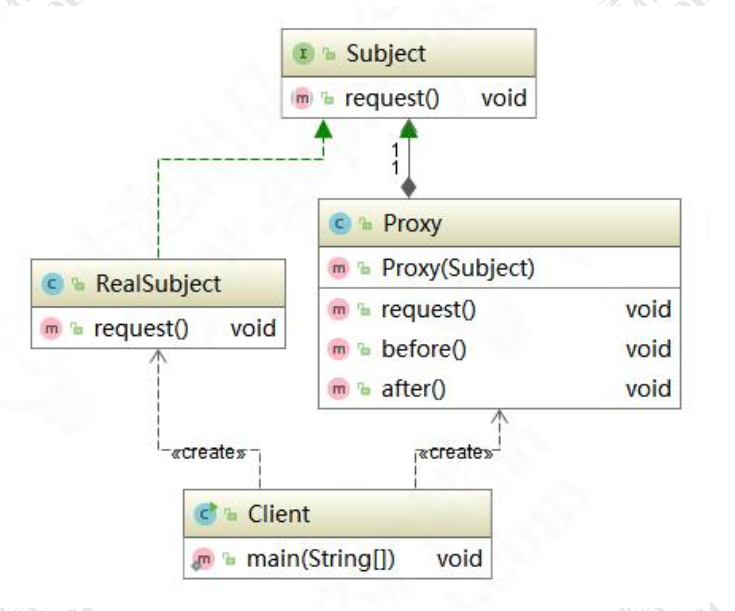 Subject
request() void
1
1
Proxy
Proxy(Subject)
request() void
before() void
after() void
RealSubject
request() void
«create»
«create»
Client
main(String[]) void